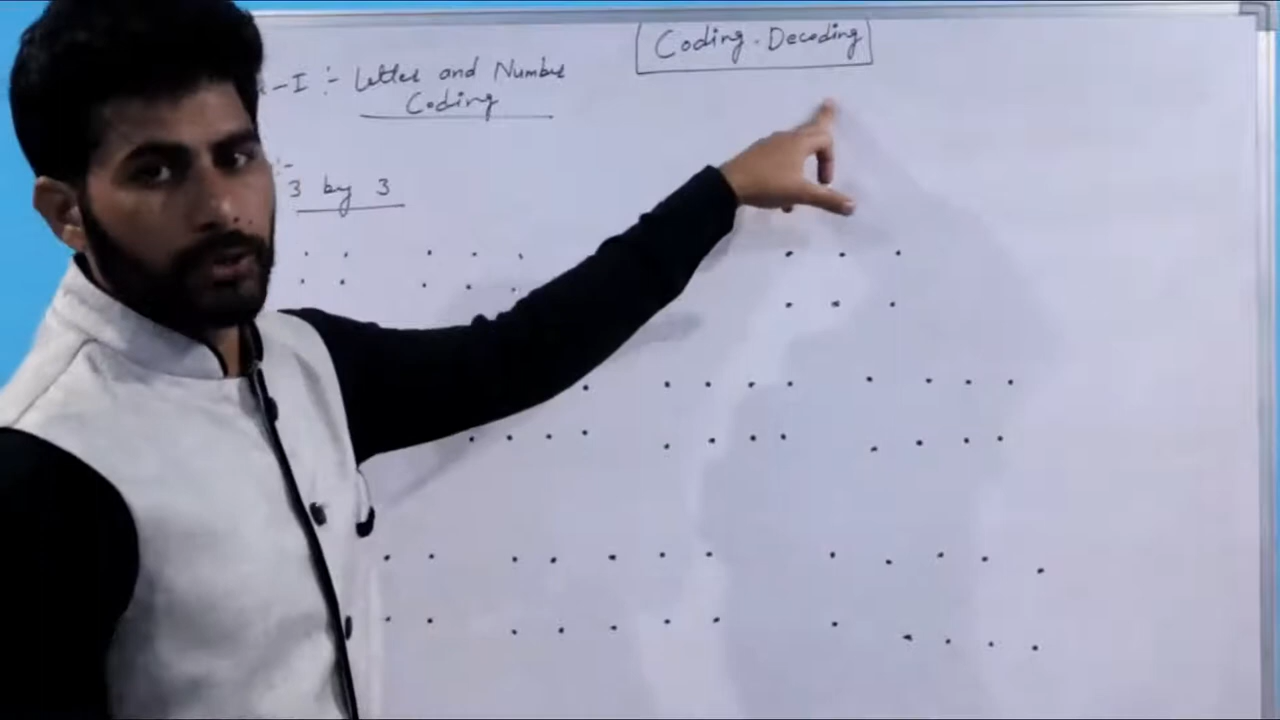 Coding - Decoding
-I :- Letter and Number
Coding
:-
3 by 3